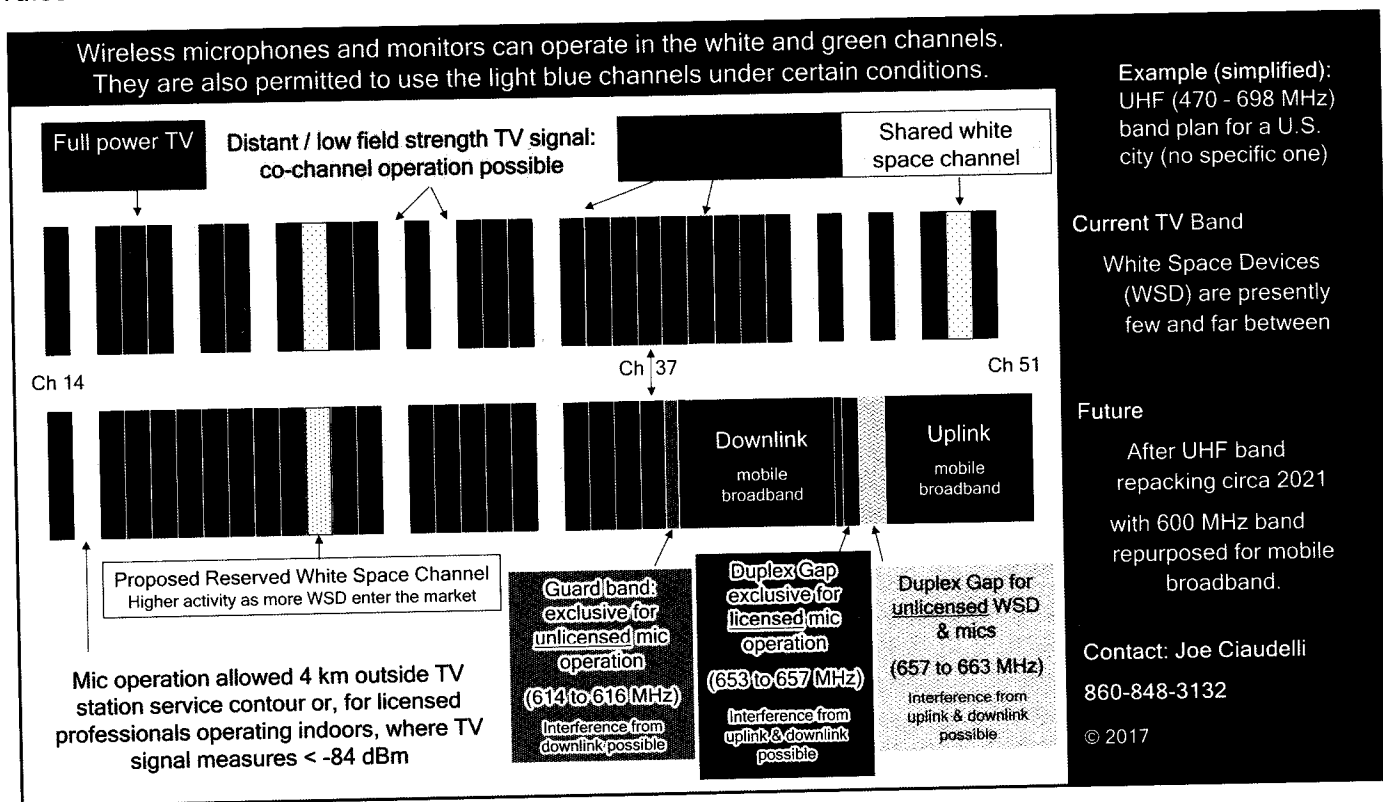 Wireless microphones and monitors can operate in the white and green channels.
They are also permitted to use the light blue channels under certain conditions.
Full power TV
Distant / low field strength TV signal:
co-channel operation possible
Shared white
space channel
Ch 14
Ch 37
Ch 51
Downlink
mobile
broadband
Uplink
mobile
broadband
Proposed Reserved White Space Channel
Higher activity as more WSD enter the market
Mic operation allowed 4 km outside TV
station service contour or, for licensed
professionals operating indoors, where TV
signal measures < -84 dBm
Guard band:
exclusive for
unlicensed mic
operation
(614 to 616 MHz)
Interference from
downlink possible
Duplex Gap
exclusive for
licensed mic
operation
(653 to 657 MHz)
Interference from
uplink & downlink
possible
Duplex Gap for
unlicensed WSD
& mics
(657 to 663 MHz)
Interference from
uplink & downlink
possible
Example (simplified):
UHF (470 - 698 MHz)
band plan for a U.S.
city (no specific one)
Current TV Band
White Space Devices
(WSD) are presently
few and far between
Future
After UHF band
repacking circa 2021
with 600 MHz band
repurposed for mobile
broadband.
Contact: Joe Ciaudelli
860-848-3132
© 2017